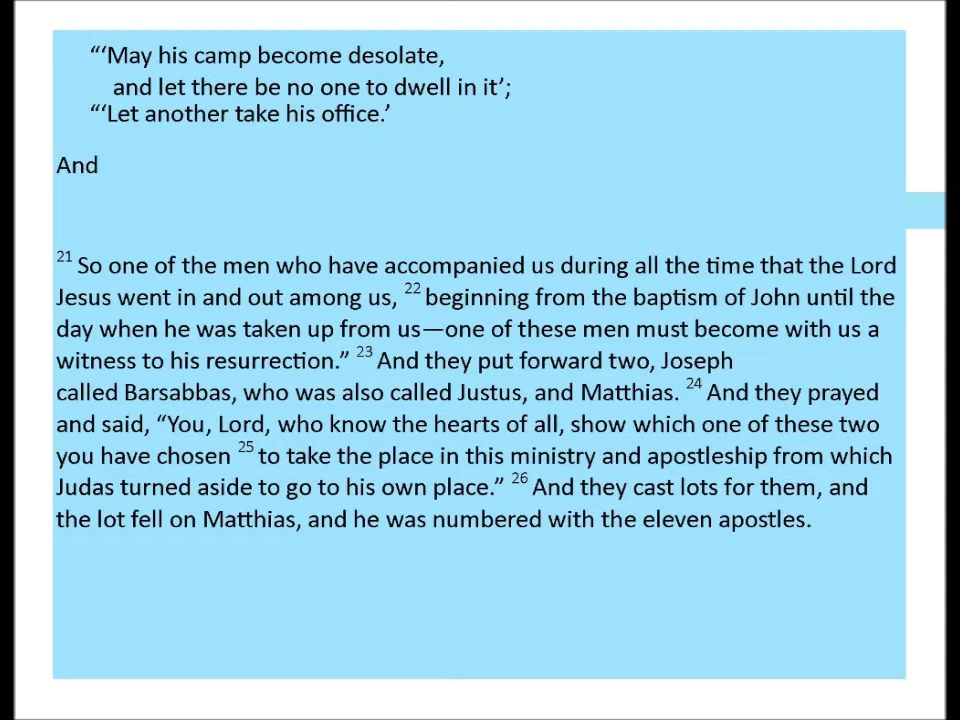 “‘May his camp become desolate,
and let there be no one to dwell in it’;
“‘Let another take his office.’
And
21 So one of the men who have accompanied us during all the time that the Lord
Jesus went in and out among us, 22 beginning from the baptism of John until the
day when he was taken up from us—one of these men must become with us a
witness to his resurrection.” 23 And they put forward two, Joseph
called Barsabbas, who was also called Justus, and Matthias. 24 And they prayed
and said, “You, Lord, who know the hearts of all, show which one of these two
you have chosen 25 to take the place in this ministry and apostleship from which
Judas turned aside to go to his own place.” 26 And they cast lots for them, and
the lot fell on Matthias, and he was numbered with the eleven apostles.